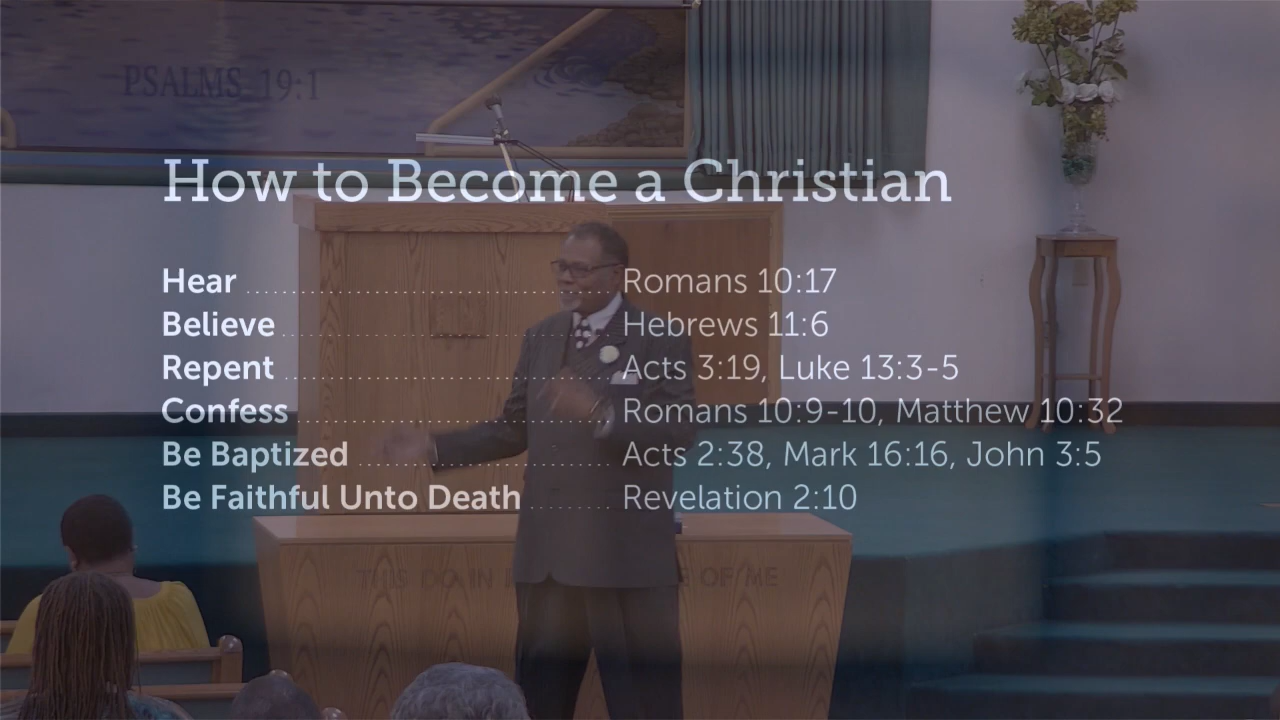 PSALMS 19:1
How to Become a Christian
Hear ........ Romans 10:17
Believe ........ Hebrews 11:6
Repent ........ Acts 3:19, Luke 13:3-5
Confess ........ Romans 10:9-10, Matthew 10:32
Be Baptized ........ Acts 2:38, Mark 16:16, John 3:5
Be Faithful Unto Death ........ Revelation 2:10
THIS DO IN OF ME